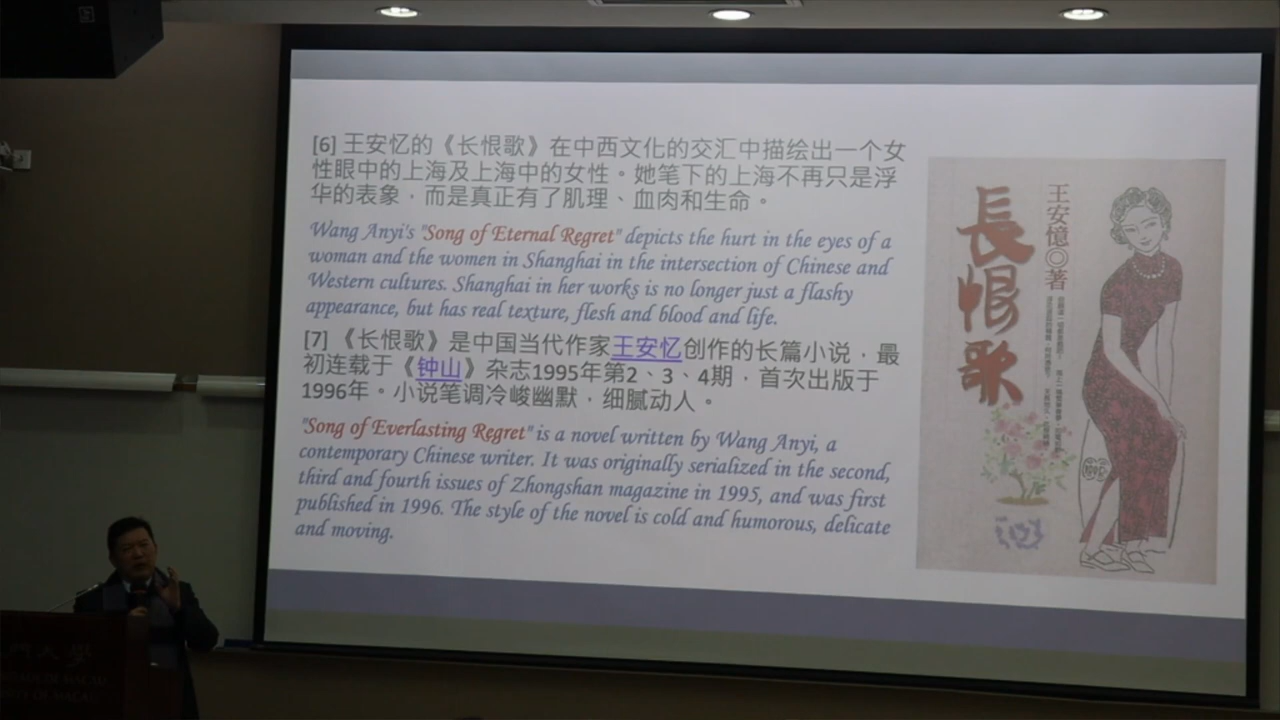 [6] 王安忆的《长恨歌》在中西文化的交汇中描绘出一个女
性眼中的上海及上海中的女性。她笔下的上海不再只是浮
华的表象，而是真正有了肌理、血肉和生命。
Wang Anyi's "Song of Eternal Regret" depicts the hurt in the eyes of a
woman and the women in Shanghai in the intersection of Chinese and
Western cultures. Shanghai in her works is no longer just a flashy
appearance, but has real texture, flesh and blood and life.
[7] 《长恨歌》是中国当代作家王安忆创作的长篇小说，最
初连载于《钟山》杂志1995年第2、3、4期，首次出版于
1996年。小说笔调冷峻幽默，细腻动人。
"Song of Everlasting Regret" is a novel written by Wang Anyi, a
contemporary Chinese writer. It was originally serialized in the second,
third and fourth issues of Zhongshan magazine in 1995, and was first
published in 1996. The style of the novel is cold and humorous, delicate
and moving.
長恨歌
王安憶◎著
門大學